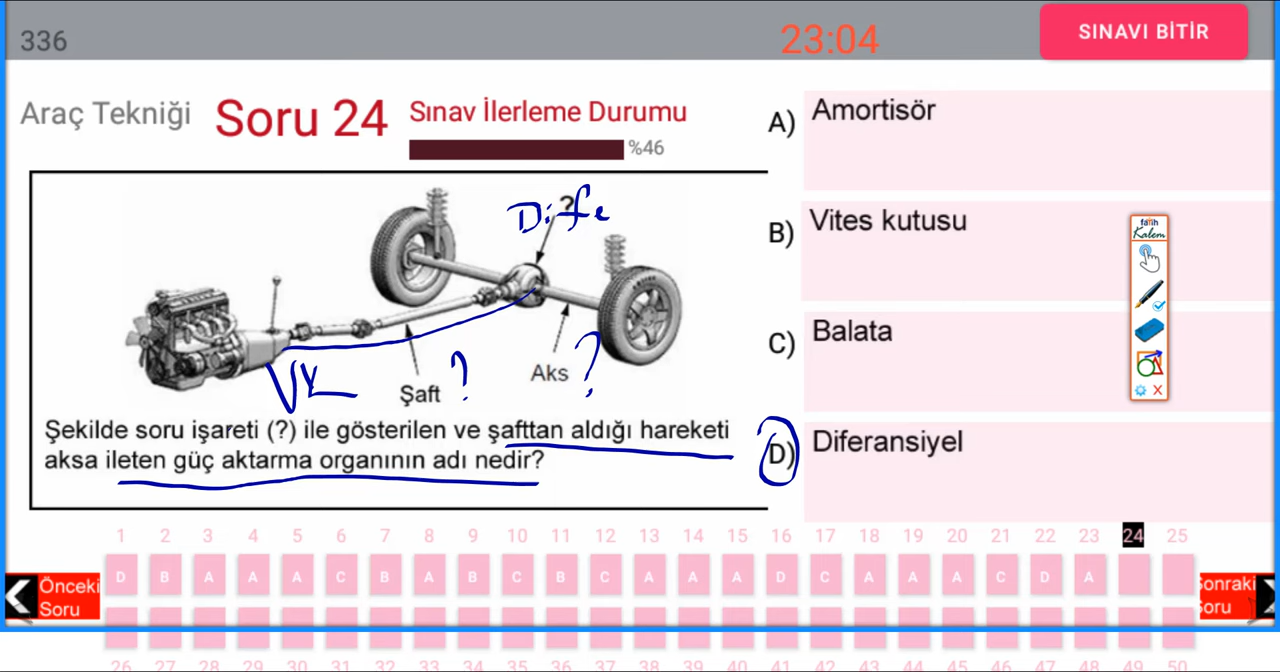 336
23:04
SINAVI BİTİR
Araç Tekniği
Soru 24
Sınav İlerleme Durumu
%46
A) Amortisör
B) Vites kutusu
C) Balata
D) Diferansiyel
?
Dife
Şaft ?
Aks ?
VK
Şekilde soru işareti (?) ile gösterilen ve şafttan aldığı hareketi
aksa ileten güç aktarma organının adı nedir?
fatih
Kalem
1 2 3 4 5 6 7 8 9 10 11 12 13 14 15 16 17 18 19 20 21 22 23 24 25
D B A A A C B A B C B C A A A D C A A A C D A
Önceki
Soru
Sonraki
Soru
26 27 28 29 30 31 32 33 34 35 36 37 38 39 40 41 42 43 44 45 46 47 48 49 50